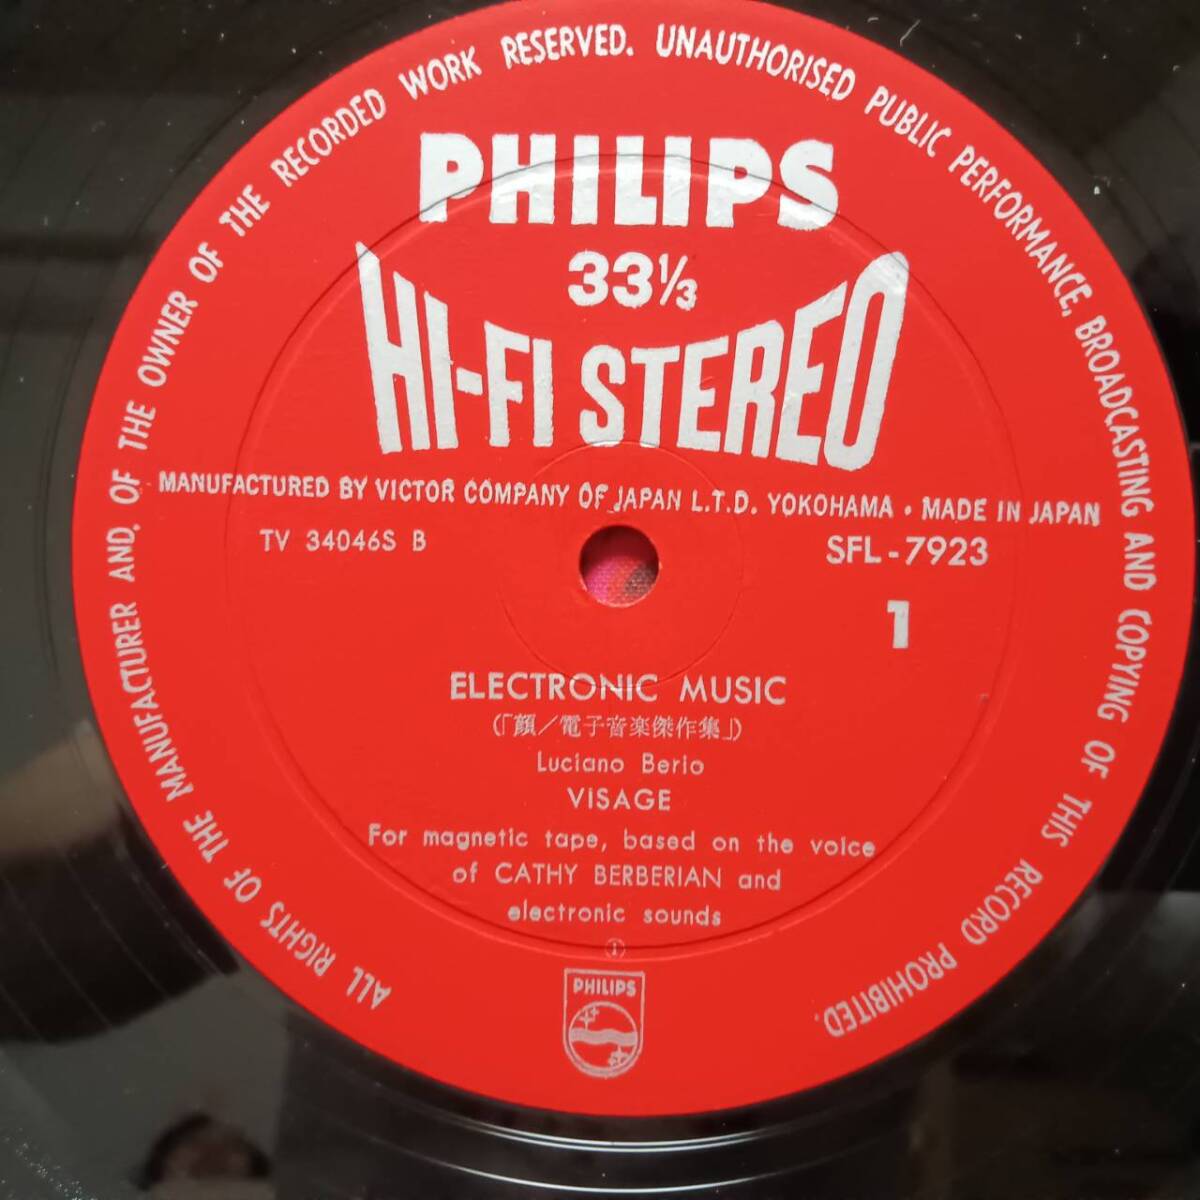 ALL RIGHTS OF THE MANUFACTURER AND, OF THE OWNER OF THE RECORDED WORK RESERVED. UNAUTHORISED PUBLIC PERFORMANCE, BROADCASTING AND COPYING OF THIS RECORD PROHIBITED.
PHILIPS
33⅓
HI-FI STEREO
MANUFACTURED BY VICTOR COMPANY OF JAPAN L.T.D. YOKOHAMA • MADE IN JAPAN
TV 34046S B SFL-7923
1
ELECTRONIC MUSIC
(「顔／電子音楽傑作集」)
Luciano Berio
VISAGE
For magnetic tape, based on the voice
of CATHY BERBERIAN and
electronic sounds
①
PHILIPS